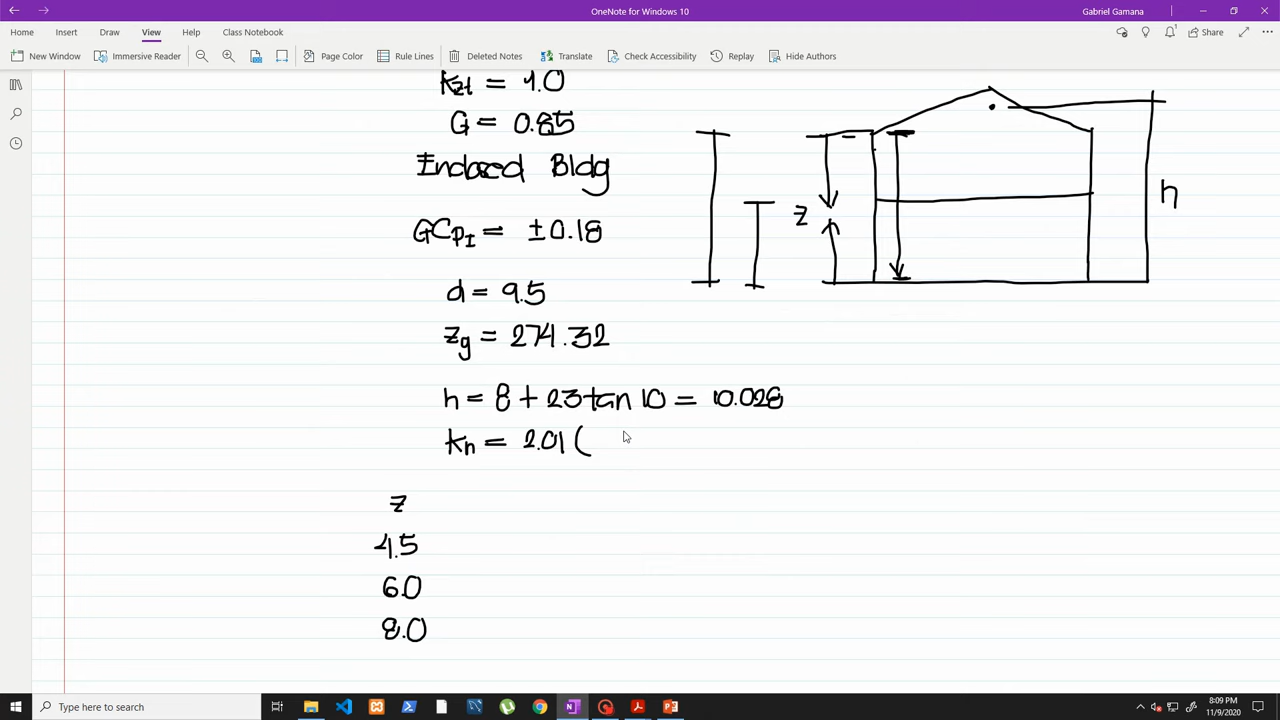 OneNote for Windows 10
Gabriel Gamana
Home Insert Draw View Help Class Notebook
Share
New Window Immersive Reader Page Color Rule Lines Deleted Notes Translate Check Accessibility Replay Hide Authors
Kzt = 1.0
G = 0.85
Enclosed Bldg
GCpi = ±0.18
α = 9.5
zg = 274.32
h = 8 + 23tan 10 = 10.028
Kh = 2.01 (
z
4.5
6.0
8.0
z
h
Type here to search
8:09 PM
11/9/2020